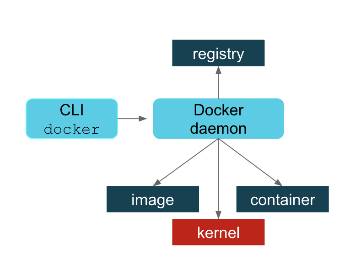 registry
CLI
docker
Docker
daemon
image
container
kernel